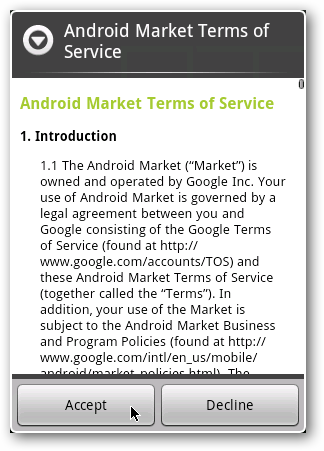 Android Market Terms of
Service
Android Market Terms of Service
1. Introduction
1.1 The Android Market (“Market”) is
owned and operated by Google Inc. Your
use of Android Market is governed by a
legal agreement between you and
Google consisting of the Google Terms
of Service (found at http://
www.google.com/accounts/TOS) and
these Android Market Terms of Service
(together called the “Terms”). In
addition, your use of the Market is
subject to the Android Market Business
and Program Policies (found at http://
www.google.com/intl/en_us/mobile/
android/market-policies.html). The
Accept
Decline